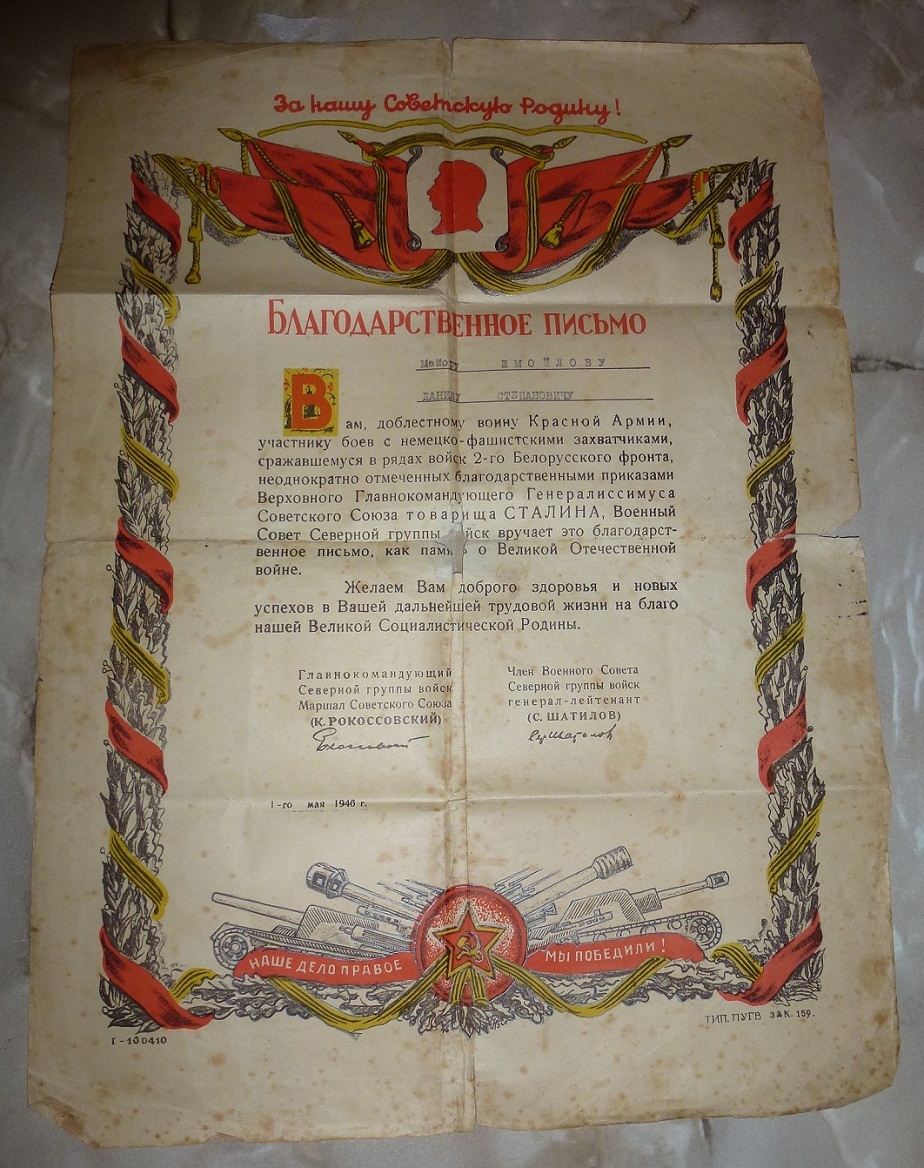 За нашу Советскую Родину!
БЛАГОДАРСТВЕННОЕ ПИСЬМО
Майору ШМОЙЛОВУ
ДАНИЛУ СТЕПАНОВИЧУ
Вам, доблестному воину Красной Армии,
участнику боев с немецко-фашистскими захватчиками,
сражавшемуся в рядах войск 2-го Белорусского фронта,
неоднократно отмеченных благодарственными приказами
Верховного Главнокомандующего Генералиссимуса
Советского Союза товарища СТАЛИНА, Военный
Совет Северной группы войск вручает это благодарст-
венное письмо, как память о Великой Отечественной
войне.
Желаем Вам доброго здоровья и новых
успехов в Вашей дальнейшей трудовой жизни на благо
нашей Великой Социалистической Родины.
Главнокомандующий
Северной группы войск
Маршал Советского Союза
(К. РОКОССОВСКИЙ)
Член Военного Совета
Северной группы войск
генерал-лейтенант
(С. ШАТИЛОВ)
1-го мая 1946 г.
НАШЕ ДЕЛО ПРАВОЕ
МЫ ПОБЕДИЛИ!
Г-100410
ТИП. ПУГВ ЗАК. 159.